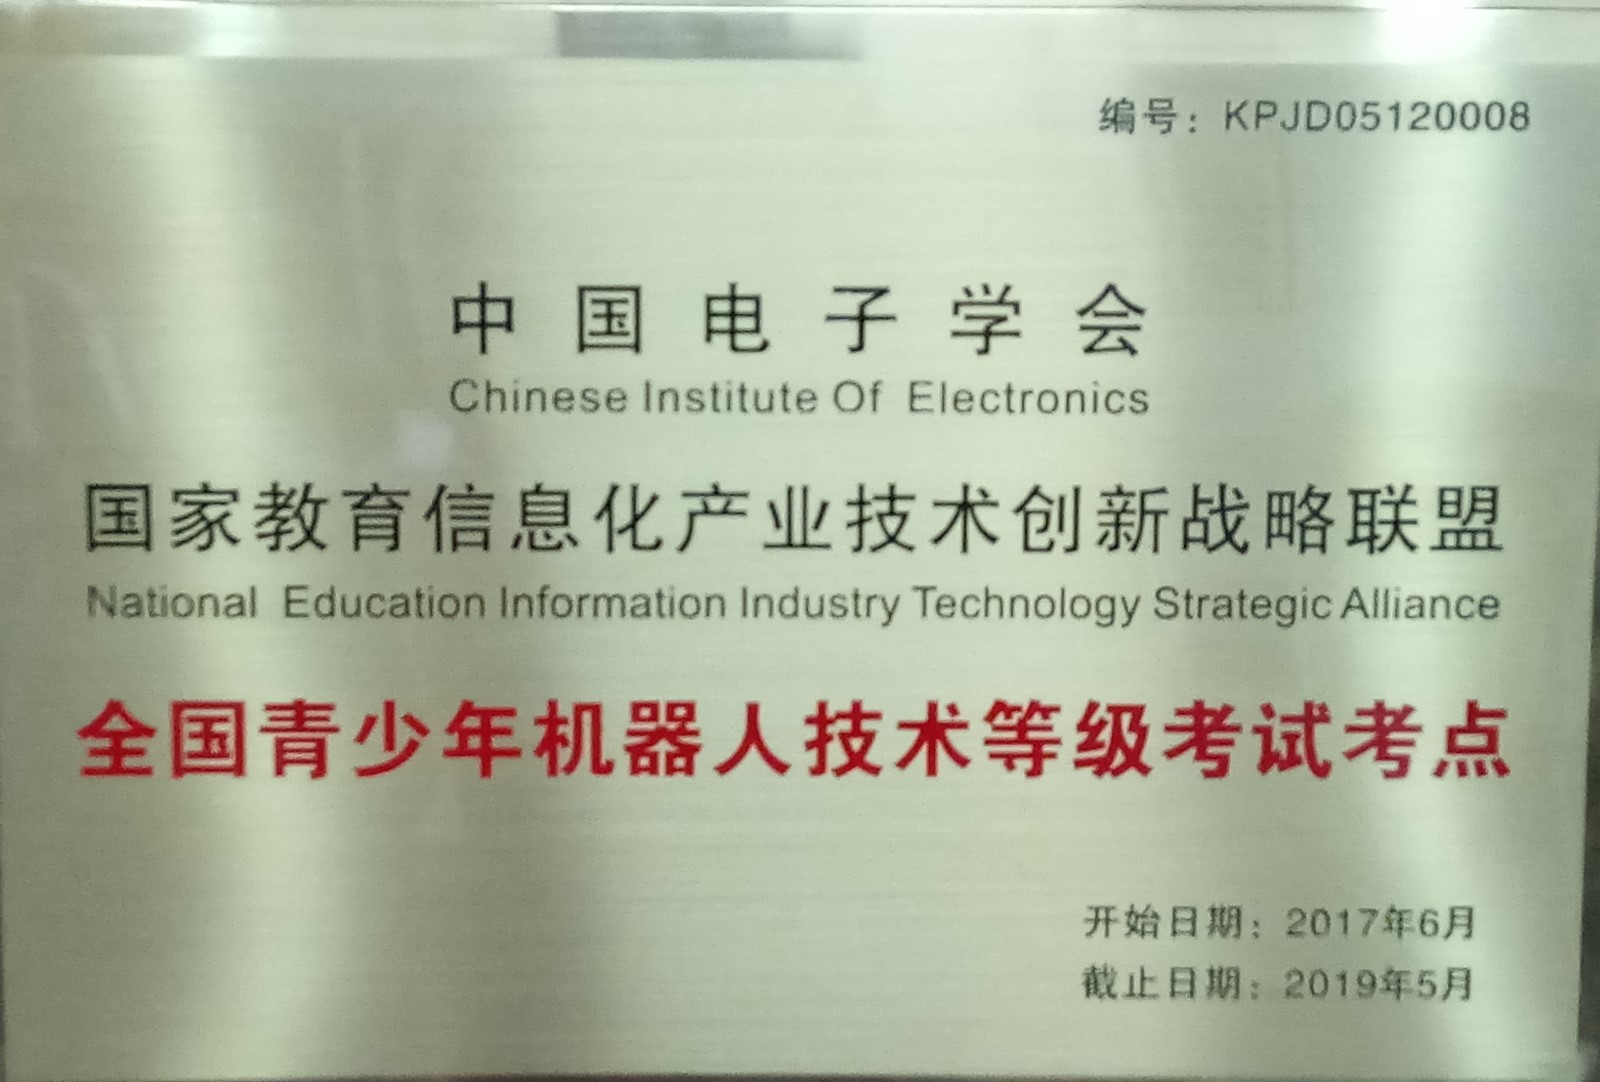 编号：KPJD05120008
中国电子学会
Chinese Institute Of Electronics
国家教育信息化产业技术创新战略联盟
National Education Information Industry Technology Strategic Alliance
全国青少年机器人技术等级考试考点
开始日期：2017年6月
截止日期：2019年5月